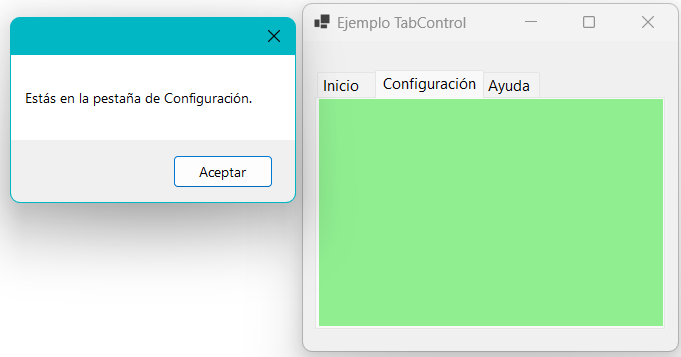 Estás en la pestaña de Configuración.
Aceptar
Ejemplo TabControl
Inicio Configuración Ayuda